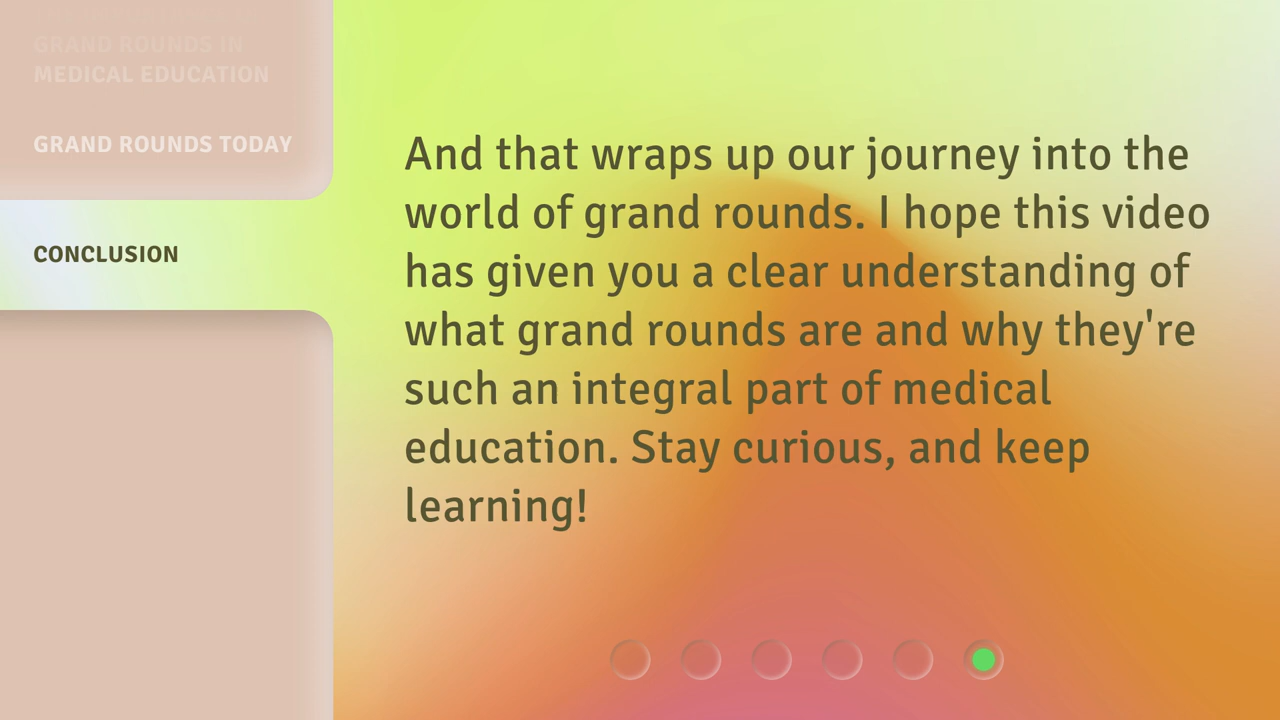 GRAND ROUNDS IN
MEDICAL EDUCATION
GRAND ROUNDS TODAY
CONCLUSION
And that wraps up our journey into the
world of grand rounds. I hope this video
has given you a clear understanding of
what grand rounds are and why they're
such an integral part of medical
education. Stay curious, and keep
learning!